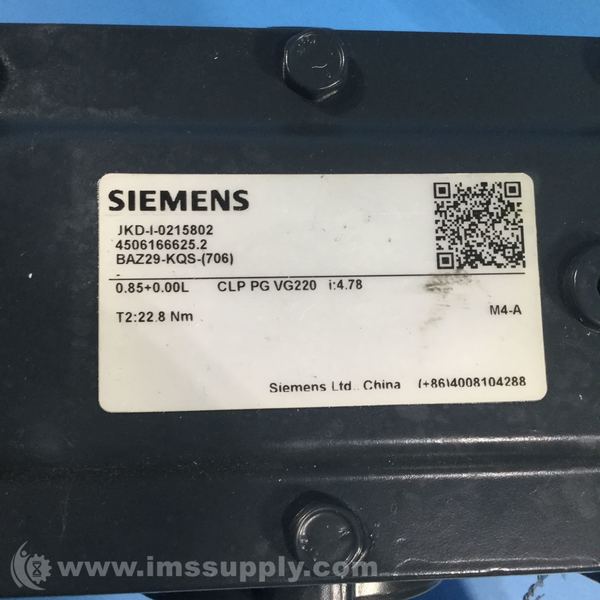 SIEMENS
JKD-I-0215802
4506166625.2
BAZ29-KQS-(706)
0.85+0.00L CLP PG VG220 i:4.78
T2:22.8 Nm M4-A
Siemens Ltd., China (+86)4008104288
www.imssupply.com